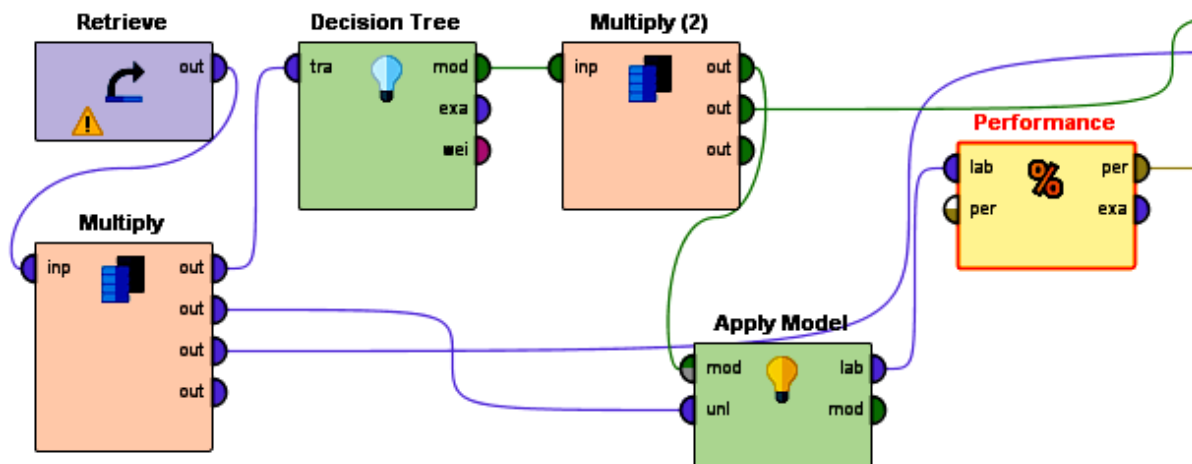 Retrieve
out
Decision Tree
tra
mod
exa
wei
Multiply (2)
inp
out
out
out
Performance
lab
per
per
exa
%
Multiply
inp
out
out
out
out
Apply Model
mod
lab
unl
mod